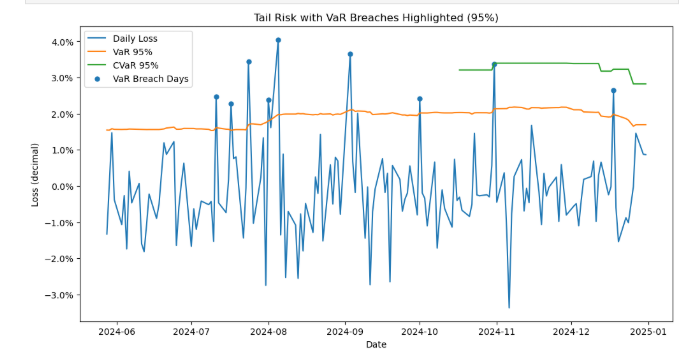 Tail Risk with VaR Breaches Highlighted (95%)
Daily Loss
VaR 95%
CVaR 95%
VaR Breach Days
4.0%
3.0%
2.0%
1.0%
0.0%
−1.0%
−2.0%
−3.0%
Loss (decimal)
2024-06
2024-07
2024-08
2024-09
2024-10
2024-11
2024-12
2025-01
Date